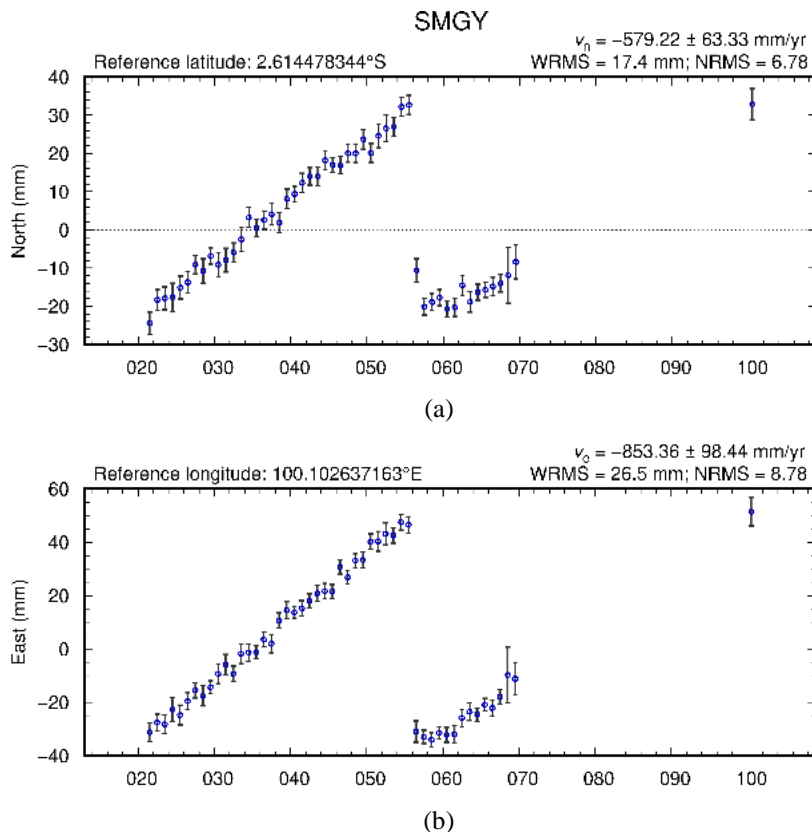 SMGY
vn = −579.22 ± 63.33 mm/yr
Reference latitude: 2.614478344°S
WRMS = 17.4 mm; NRMS = 6.78
40
30
20
10
0
−10
−20
−30
North (mm)
020 030 040 050 060 070 080 090 100
(a)
ve = −853.36 ± 98.44 mm/yr
Reference longitude: 100.102637163°E
WRMS = 26.5 mm; NRMS = 8.78
60
40
20
0
−20
−40
East (mm)
020 030 040 050 060 070 080 090 100
(b)